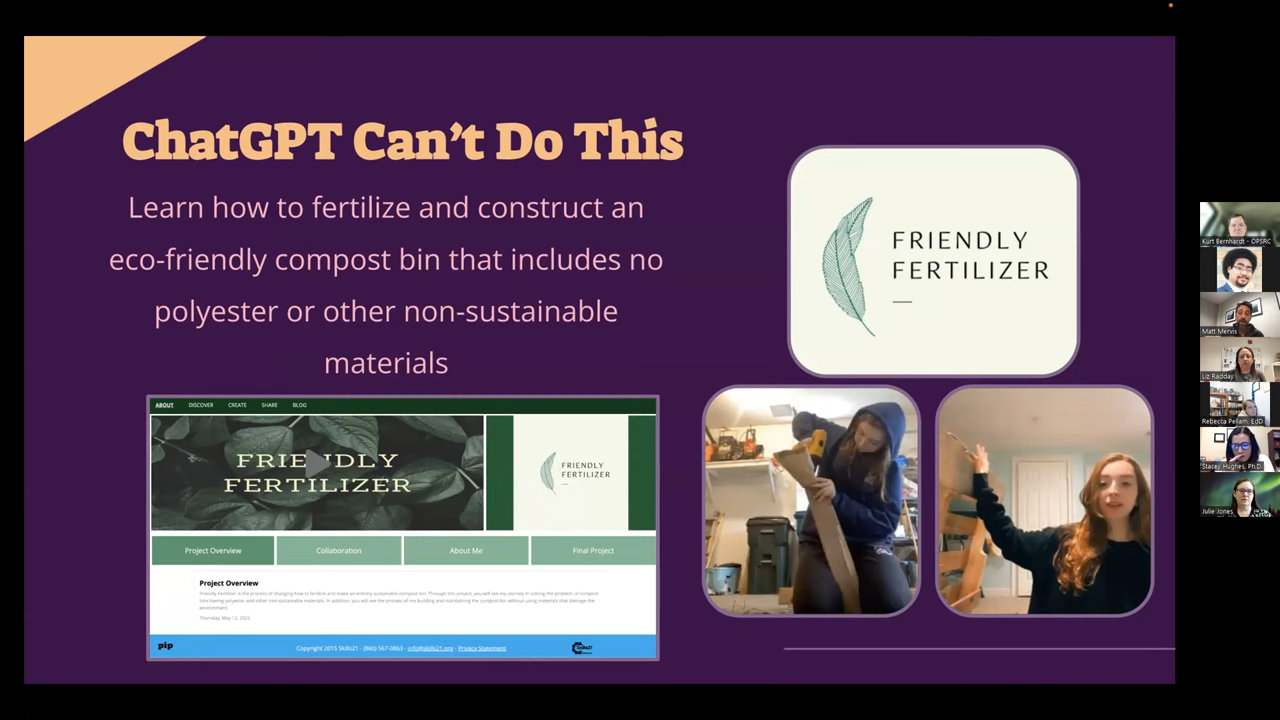 ChatGPT Can't Do This
Learn how to fertilize and construct an
eco-friendly compost bin that includes no
polyester or other non-sustainable
materials
FRIENDLY
FERTILIZER
ABOUT DISCOVER CREATE SHARE BLOG
FRIENDLY
FERTILIZER
FRIENDLY
FERTILIZER
Project Overview Collaboration About Me Final Project
Project Overview
Friendly Fertilizer is the process of changing how to fertilize and make an entirely sustainable compost bin. Through this project, you will see my journey in solving the problem of compost
bins having polyester and other non-sustainable materials. In addition, you will see the process of me building and maintaining the compost bin without using materials that damage the
environment.
Thursday, May 12, 2022
pip
Copyright 2015 Skills21 - (860) 567-0863 - info@skills21.org - Privacy Statement
Skills21
Kurt Bernhardt - OPSRC
Matt Mervis
Liz Radday
Rebecca Pellam, EdD
Stacey Hughes, Ph.D.
Julie Jones